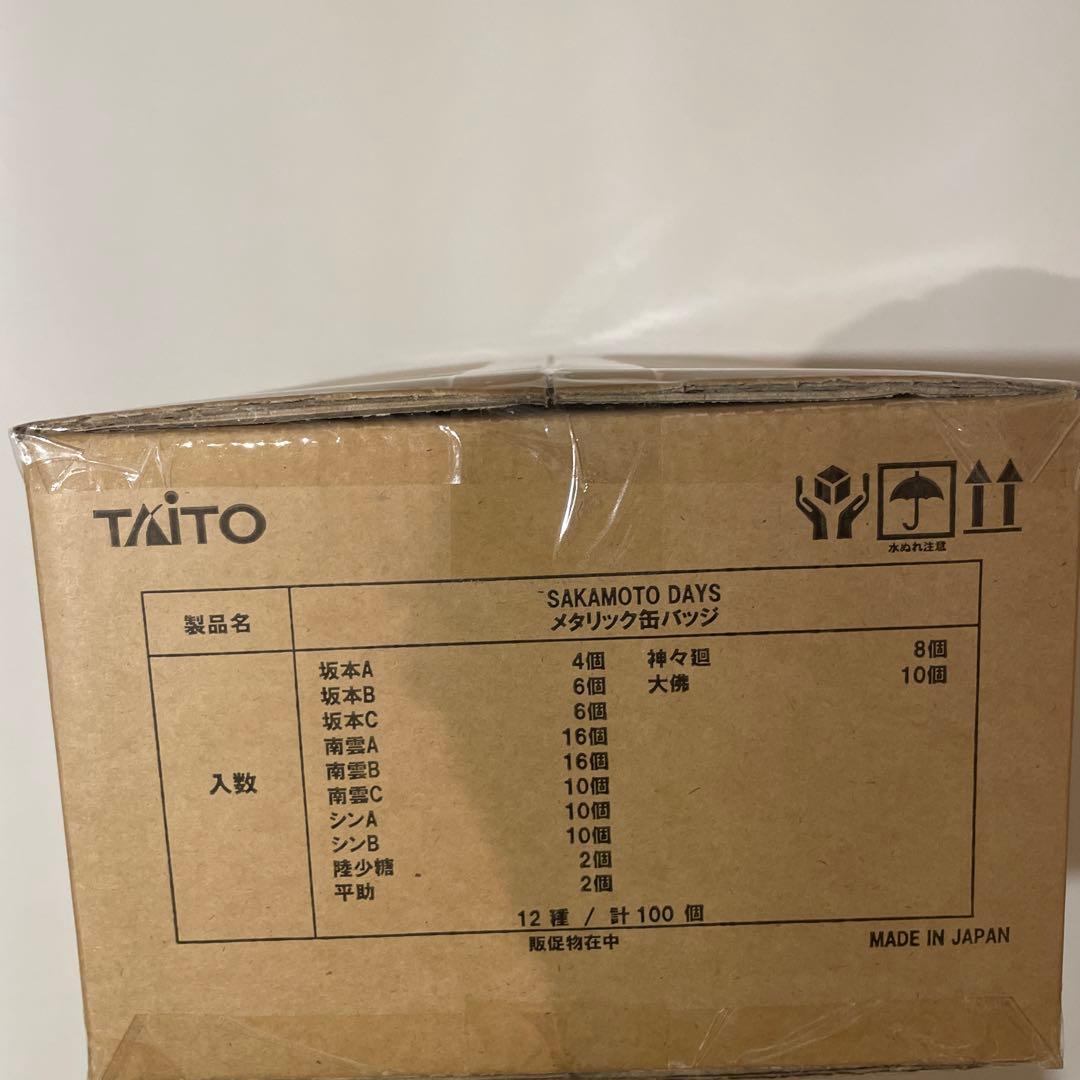 TAITO
水ぬれ注意
製品名
SAKAMOTO DAYS
メタリック缶バッジ
入数
坂本A 4個
坂本B 6個
坂本C 6個
南雲A 16個
南雲B 16個
南雲C 10個
シンA 10個
シンB 10個
陸少糖 2個
平助 2個
神々廻 8個
大佛 10個
12 種 / 計 100 個
販促物在中
MADE IN JAPAN